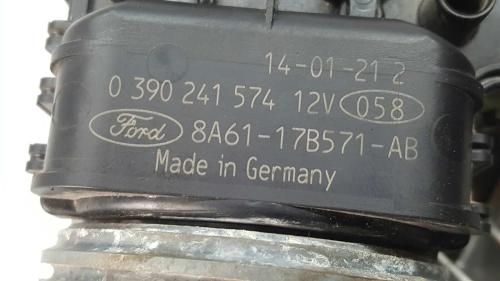 14-01-21 2
0 390 241 574 12V 058
Ford 8A61-17B571-AB
Made in Germany